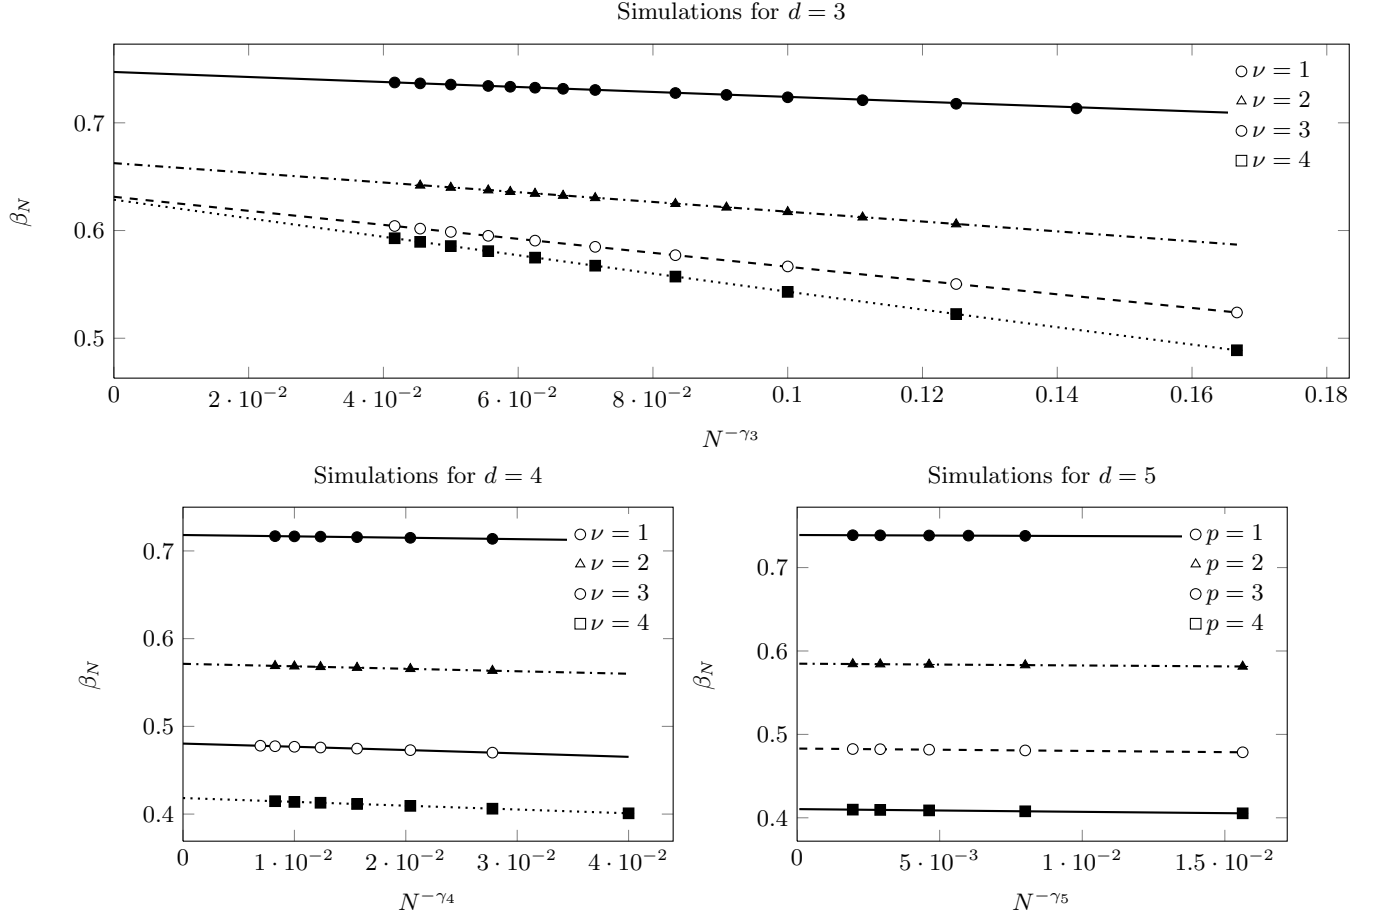 Simulations for d = 3
ν = 1
ν = 2
ν = 3
ν = 4
0.7
0.6
0.5
β_N
0
2 · 10⁻²
4 · 10⁻²
6 · 10⁻²
8 · 10⁻²
0.1
0.12
0.14
0.16
0.18
N^{−γ₃}
Simulations for d = 4
ν = 1
ν = 2
ν = 3
ν = 4
0.7
0.6
0.5
0.4
β_N
0
1 · 10⁻²
2 · 10⁻²
3 · 10⁻²
4 · 10⁻²
N^{−γ₄}
Simulations for d = 5
p = 1
p = 2
p = 3
p = 4
0.7
0.6
0.5
0.4
β_N
0
5 · 10⁻³
1 · 10⁻²
1.5 · 10⁻²
N^{−γ₅}